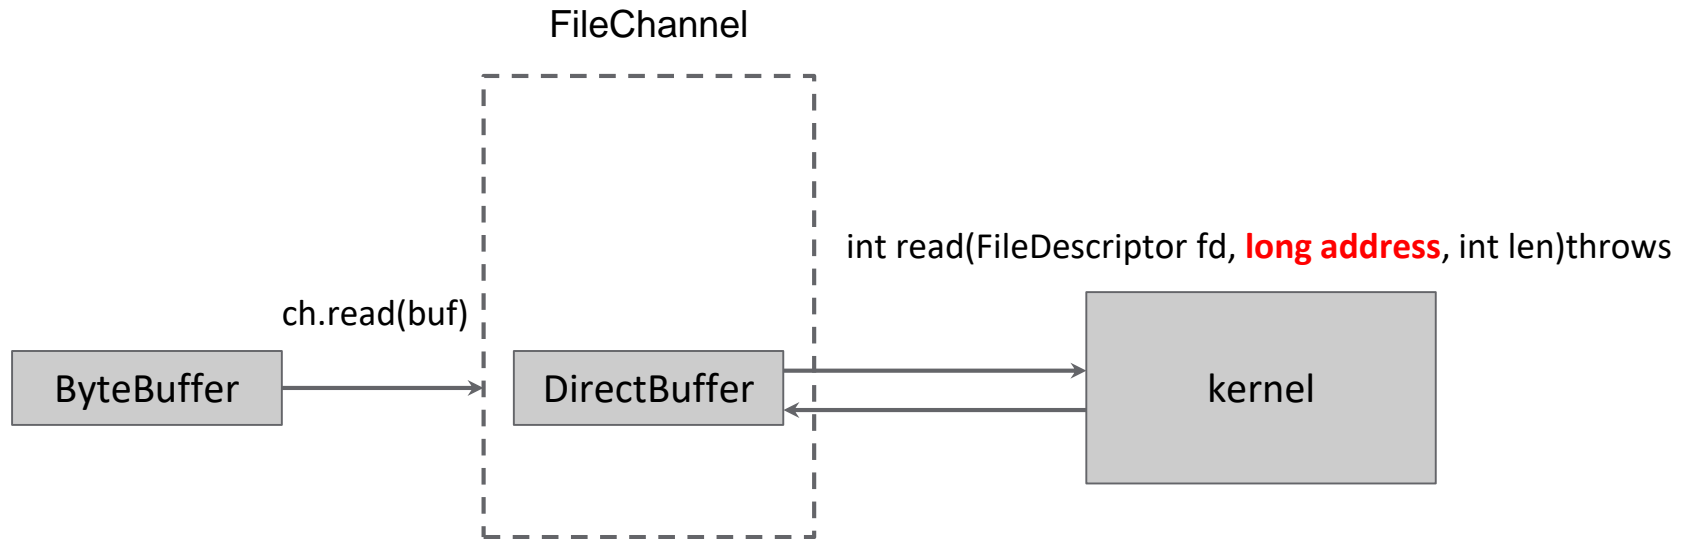 FileChannel
int read(FileDescriptor fd, long address, int len)throws
ch.read(buf)
ByteBuffer
DirectBuffer
kernel